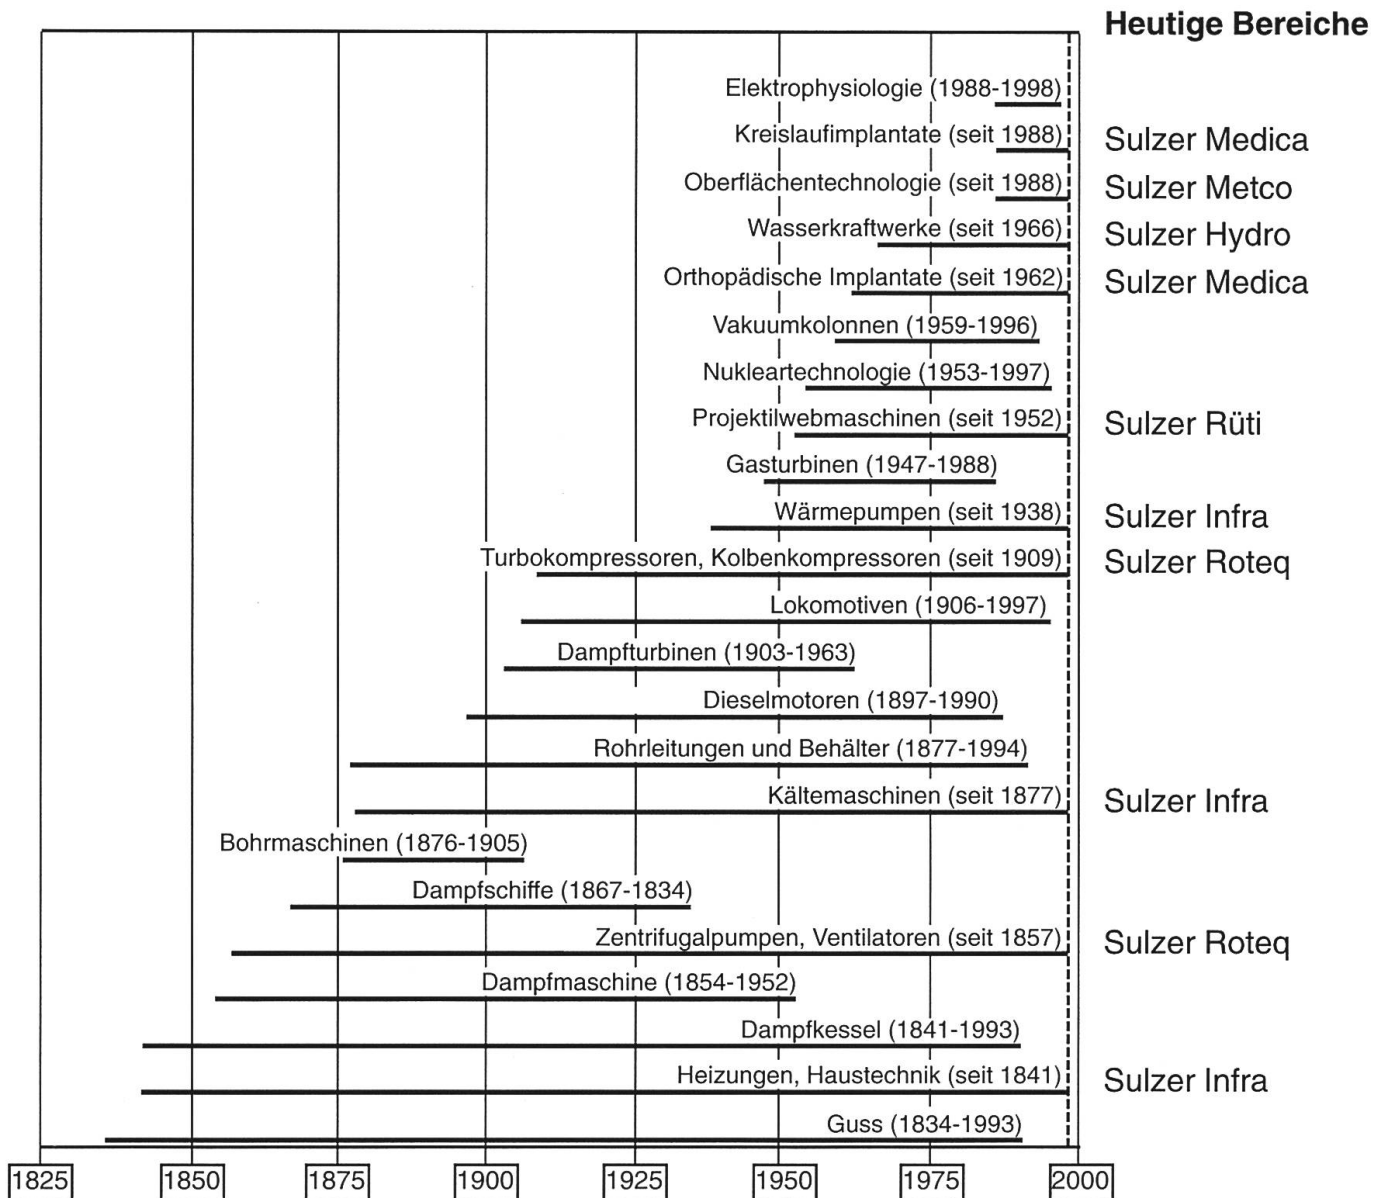 Heutige Bereiche
Elektrophysiologie (1988-1998)
Kreislaufimplantate (seit 1988) Sulzer Medica
Oberflächentechnologie (seit 1988) Sulzer Metco
Wasserkraftwerke (seit 1966) Sulzer Hydro
Orthopädische Implantate (seit 1962) Sulzer Medica
Vakuumkolonnen (1959-1996)
Nukleartechnologie (1953-1997)
Projektilwebmaschinen (seit 1952) Sulzer Rüti
Gasturbinen (1947-1988)
Wärmepumpen (seit 1938) Sulzer Infra
Turbokompressoren, Kolbenkompressoren (seit 1909) Sulzer Roteq
Lokomotiven (1906-1997)
Dampfturbinen (1903-1963)
Dieselmotoren (1897-1990)
Rohrleitungen und Behälter (1877-1994)
Kältemaschinen (seit 1877) Sulzer Infra
Bohrmaschinen (1876-1905)
Dampfschiffe (1867-1834)
Zentrifugalpumpen, Ventilatoren (seit 1857) Sulzer Roteq
Dampfmaschine (1854-1952)
Dampfkessel (1841-1993)
Heizungen, Haustechnik (seit 1841) Sulzer Infra
Guss (1834-1993)
1825 1850 1875 1900 1925 1950 1975 2000